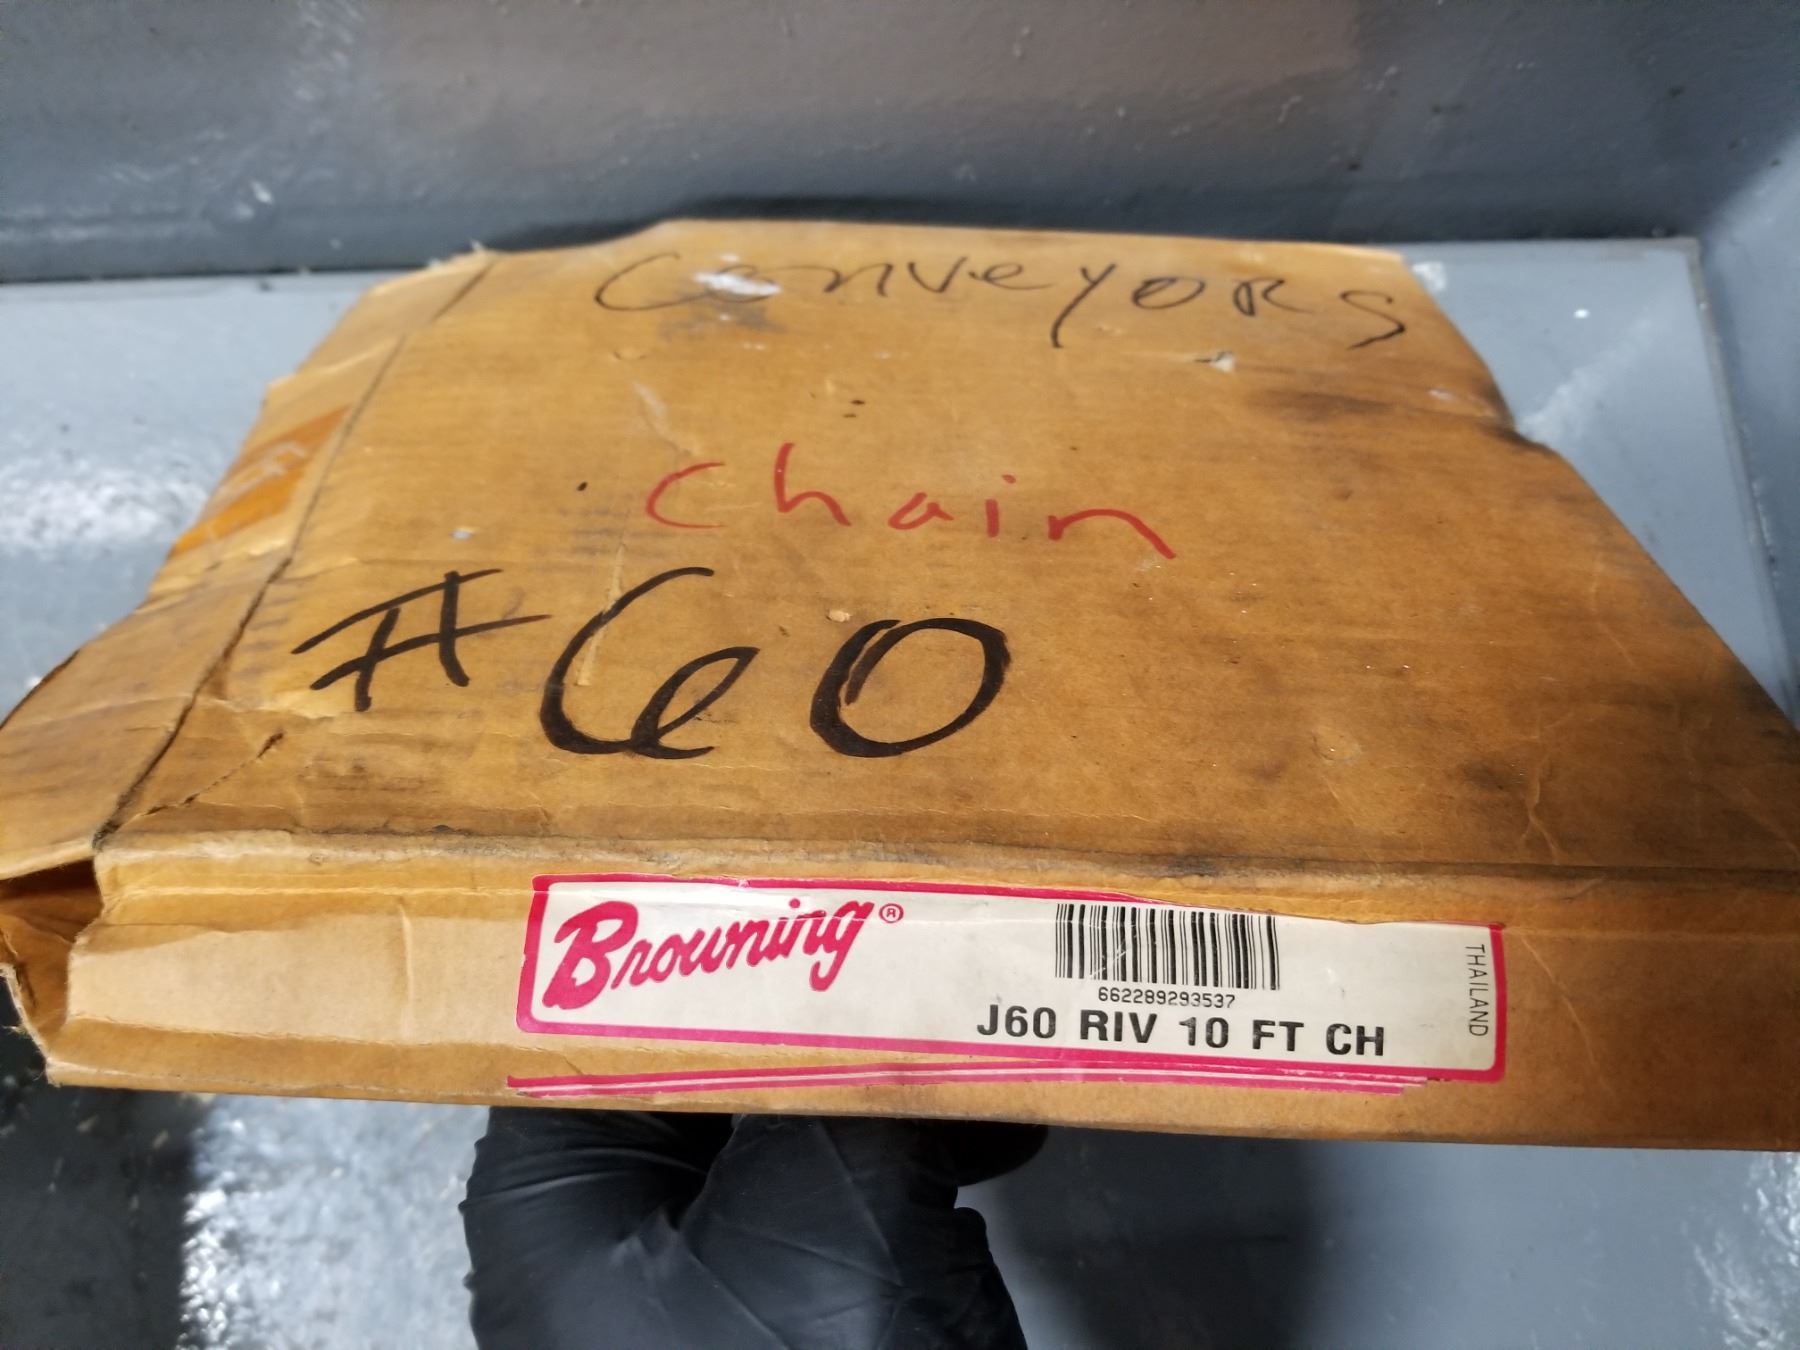 ConveyORS
chain
#60
Browning®
662289293537
J60 RIV 10 FT CH
THAILAND